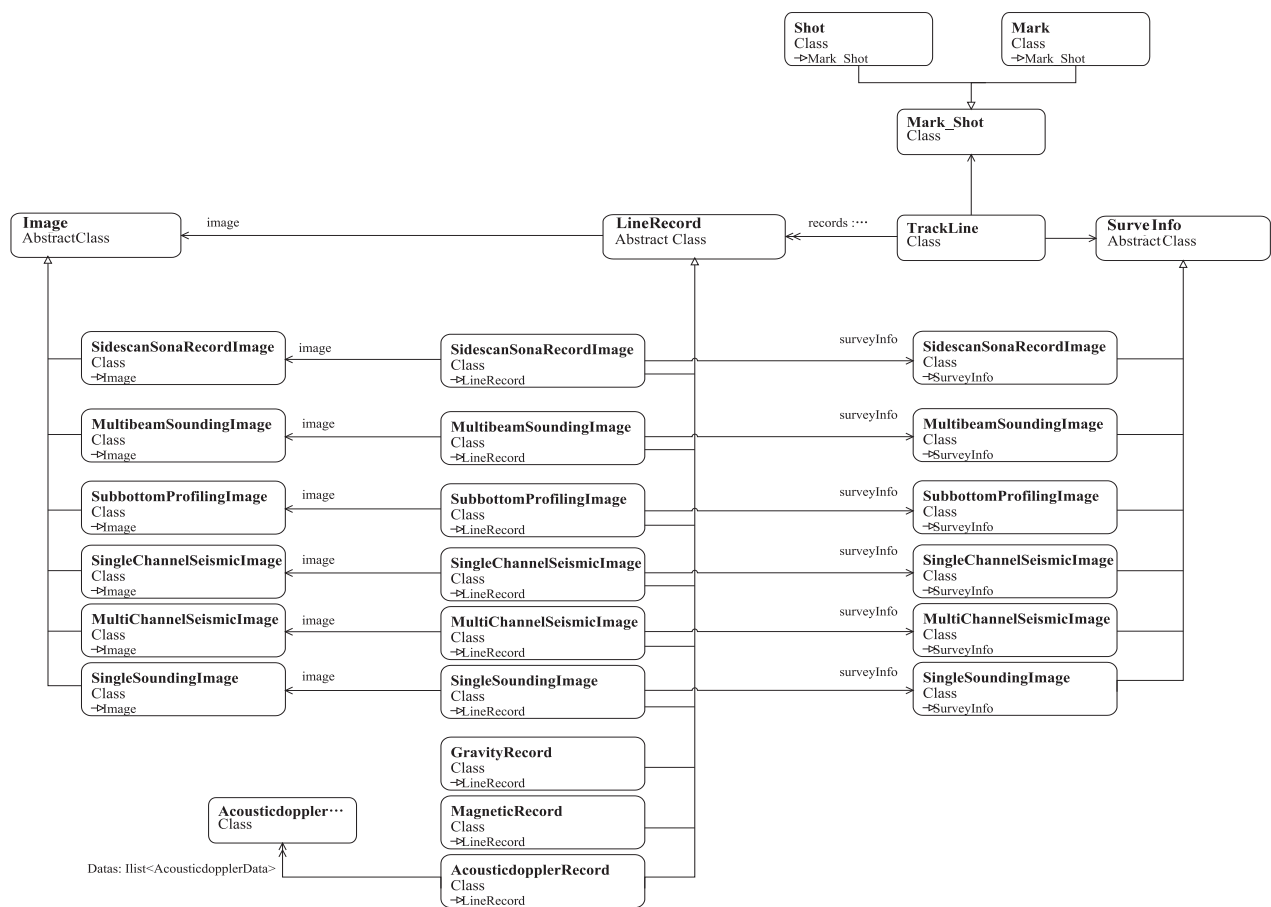 Shot
Class
Mark_Shot
Mark
Class
Mark_Shot
Mark_Shot
Class
Image
AbstractClass
image
LineRecord
Abstract Class
records :···
TrackLine
Class
SurveInfo
AbstractClass
SidescanSonaRecordImage
Class
Image
image
SidescanSonaRecordImage
Class
LineRecord
surveyInfo
SidescanSonaRecordImage
Class
SurveyInfo
MultibeamSoundingImage
Class
Image
image
MultibeamSoundingImage
Class
LineRecord
surveyInfo
MultibeamSoundingImage
Class
SurveyInfo
SubbottomProfilingImage
Class
Image
image
SubbottomProfilingImage
Class
LineRecord
surveyInfo
SubbottomProfilingImage
Class
SurveyInfo
SingleChannelSeismicImage
Class
Image
image
SingleChannelSeismicImage
Class
LineRecord
surveyInfo
SingleChannelSeismicImage
Class
SurveyInfo
MultiChannelSeismicImage
Class
Image
image
MultiChannelSeismicImage
Class
LineRecord
surveyInfo
MultiChannelSeismicImage
Class
SurveyInfo
SingleSoundingImage
Class
Image
image
SingleSoundingImage
Class
LineRecord
surveyInfo
SingleSoundingImage
Class
SurveyInfo
GravityRecord
Class
LineRecord
Acousticdoppler···
Class
MagneticRecord
Class
LineRecord
Datas: Ilist<AcousticdopplerData>
AcousticdopplerRecord
Class
LineRecord